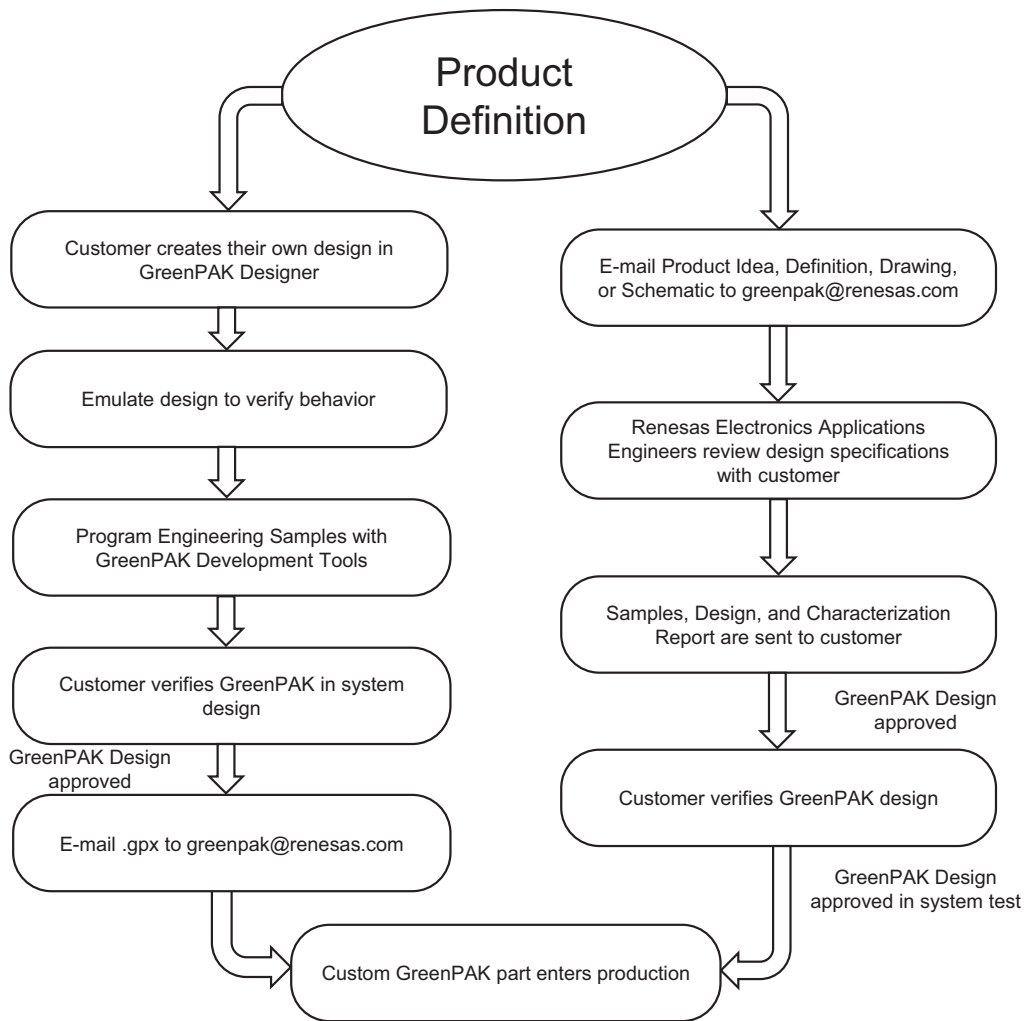 Product
Definition
Customer creates their own design in
GreenPAK Designer
Emulate design to verify behavior
Program Engineering Samples with
GreenPAK Development Tools
Customer verifies GreenPAK in system
design
GreenPAK Design
approved
E-mail .gpx to greenpak@renesas.com
E-mail Product Idea, Definition, Drawing,
or Schematic to greenpak@renesas.com
Renesas Electronics Applications
Engineers review design specifications
with customer
Samples, Design, and Characterization
Report are sent to customer
GreenPAK Design
approved
Customer verifies GreenPAK design
GreenPAK Design
approved in system test
Custom GreenPAK part enters production